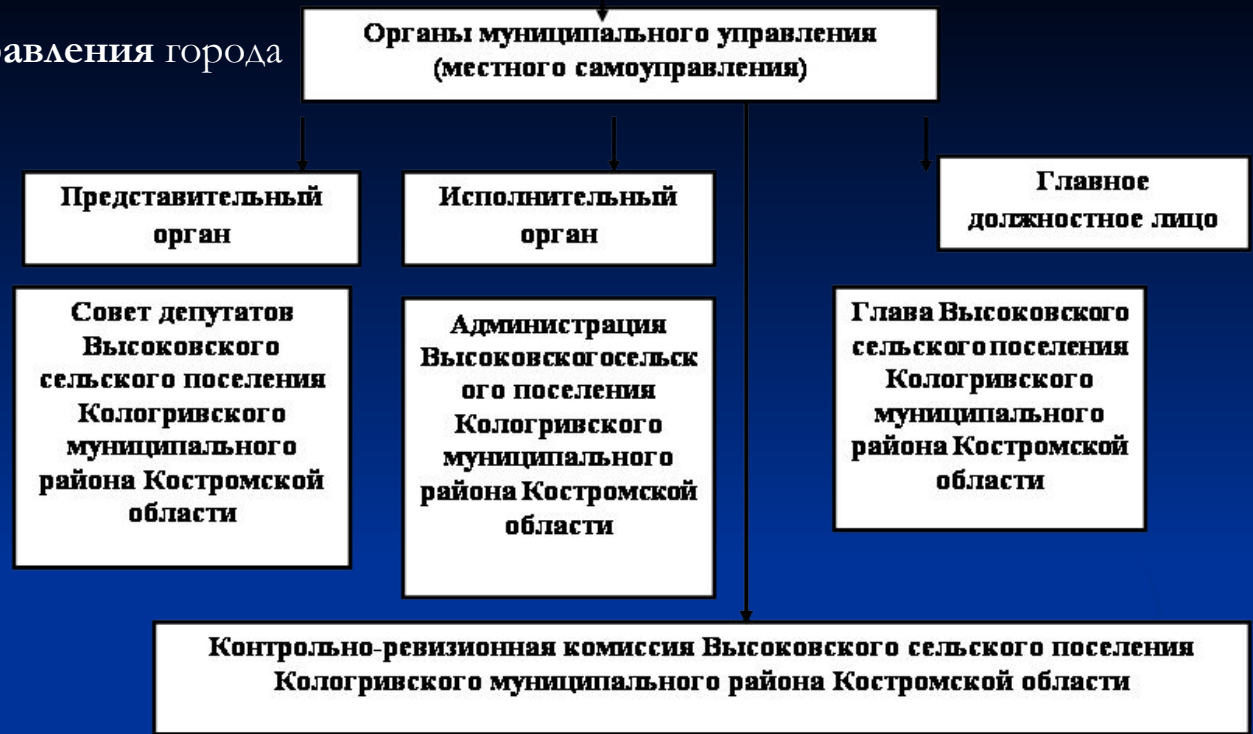 равления города
Органы муниципального управления
(местного самоуправления)
Представительный
орган
Исполнительный
орган
Главное
должностное лицо
Совет депутатов
Высоковского
сельского поселения
Кологривского
муниципального
района Костромской
области
Администрация
Высоковскогосельск
ого поселения
Кологривского
муниципального
района Костромской
области
Глава Высоковского
сельского поселения
Кологривского
муниципального
района Костромской
области
Контрольно-ревизионная комиссия Высоковского сельского поселения
Кологривского муниципального района Костромской области